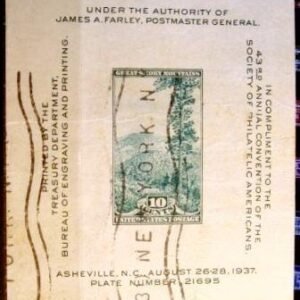 UNDER THE AUTHORITY OF
JAMES A. FARLEY, POSTMASTER GENERAL.
PRINTED BY THE
TREASURY DEPARTMENT,
BUREAU OF ENGRAVING AND PRINTING.
GREAT SMOKY MOUNTAINS
10
UNITED STATES POSTAGE
IN COMPLIMENT TO THE
43RD ANNUAL CONVENTION OF THE
SOCIETY OF PHILATELIC AMERICANS.
ASHEVILLE, N.C., AUGUST 26-28, 1937.
PLATE NUMBER, 21695
NEW YORK, N
YORK